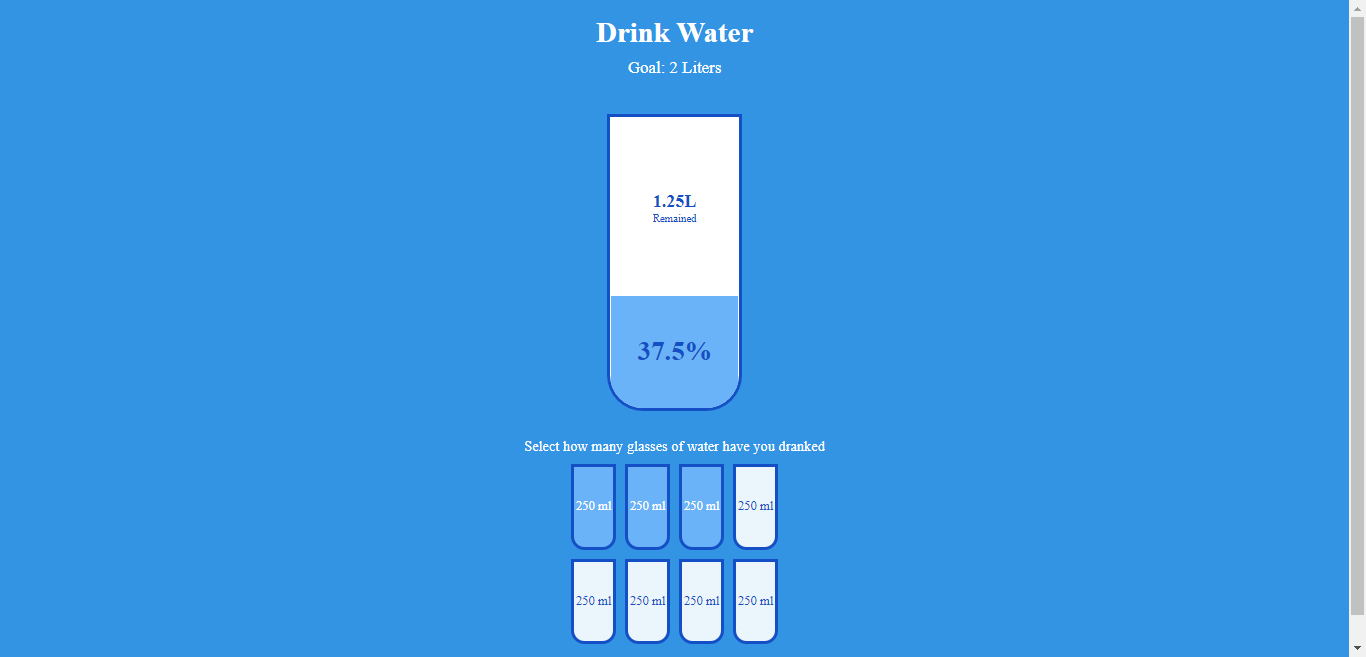 Drink Water
Goal: 2 Liters
1.25L
Remained
37.5%
Select how many glasses of water have you dranked
250 ml 250 ml 250 ml 250 ml
250 ml 250 ml 250 ml 250 ml